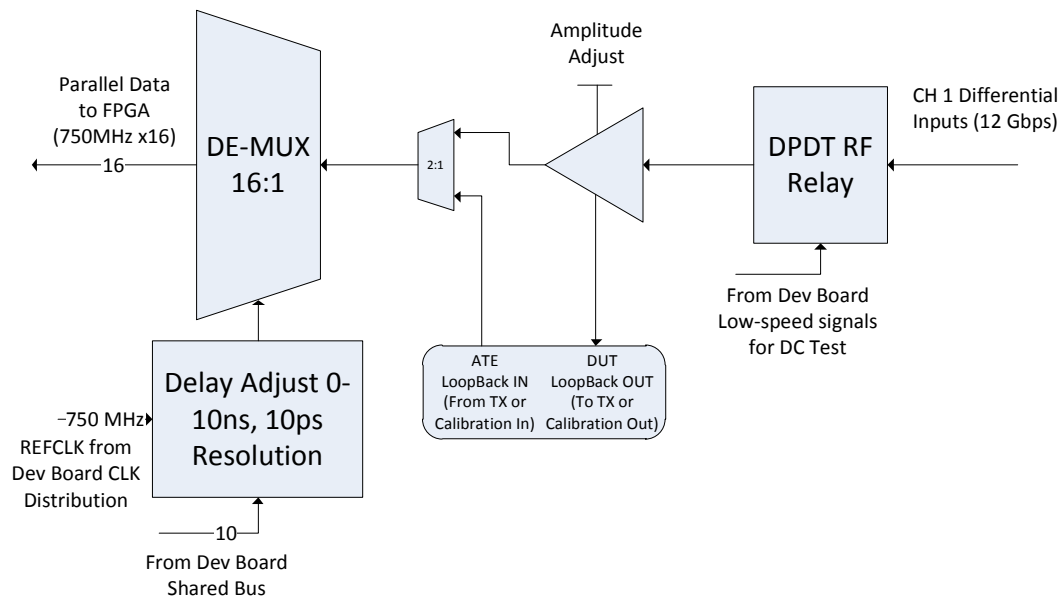 Amplitude
Adjust
Parallel Data
to FPGA
(750MHz x16)
16
DE-MUX
16:1
2:1
DPDT RF
Relay
CH 1 Differential
Inputs (12 Gbps)
From Dev Board
Low-speed signals
for DC Test
ATE
LoopBack IN
(From TX or
Calibration In)
DUT
LoopBack OUT
(To TX or
Calibration Out)
Delay Adjust 0-
10ns, 10ps
Resolution
~750 MHz
REFCLK from
Dev Board CLK
Distribution
10
From Dev Board
Shared Bus